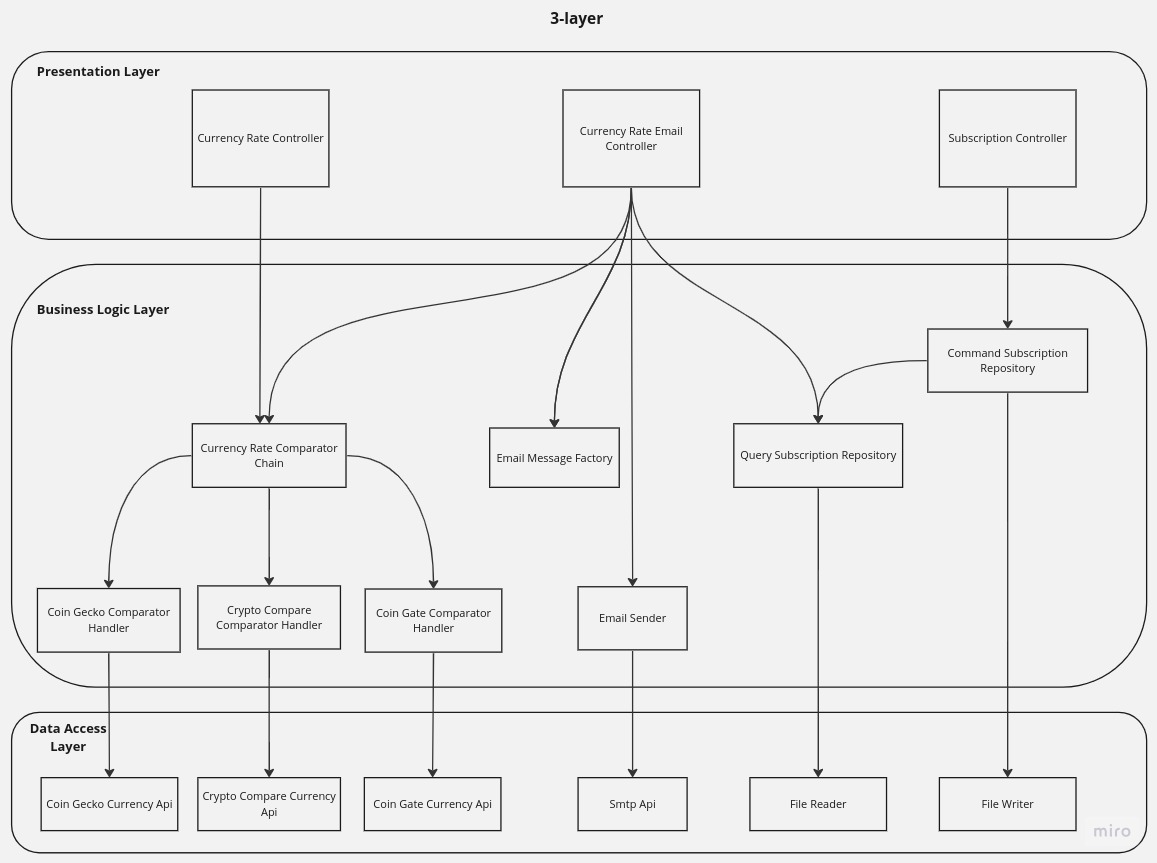 3-layer
Presentation Layer
Currency Rate Controller
Currency Rate Email
Controller
Subscription Controller
Business Logic Layer
Command Subscription
Repository
Currency Rate Comparator
Chain
Email Message Factory
Query Subscription Repository
Coin Gecko Comparator
Handler
Crypto Compare
Comparator Handler
Coin Gate Comparator
Handler
Email Sender
Data Access
Layer
Coin Gecko Currency Api
Crypto Compare Currency
Api
Coin Gate Currency Api
Smtp Api
File Reader
File Writer
miro